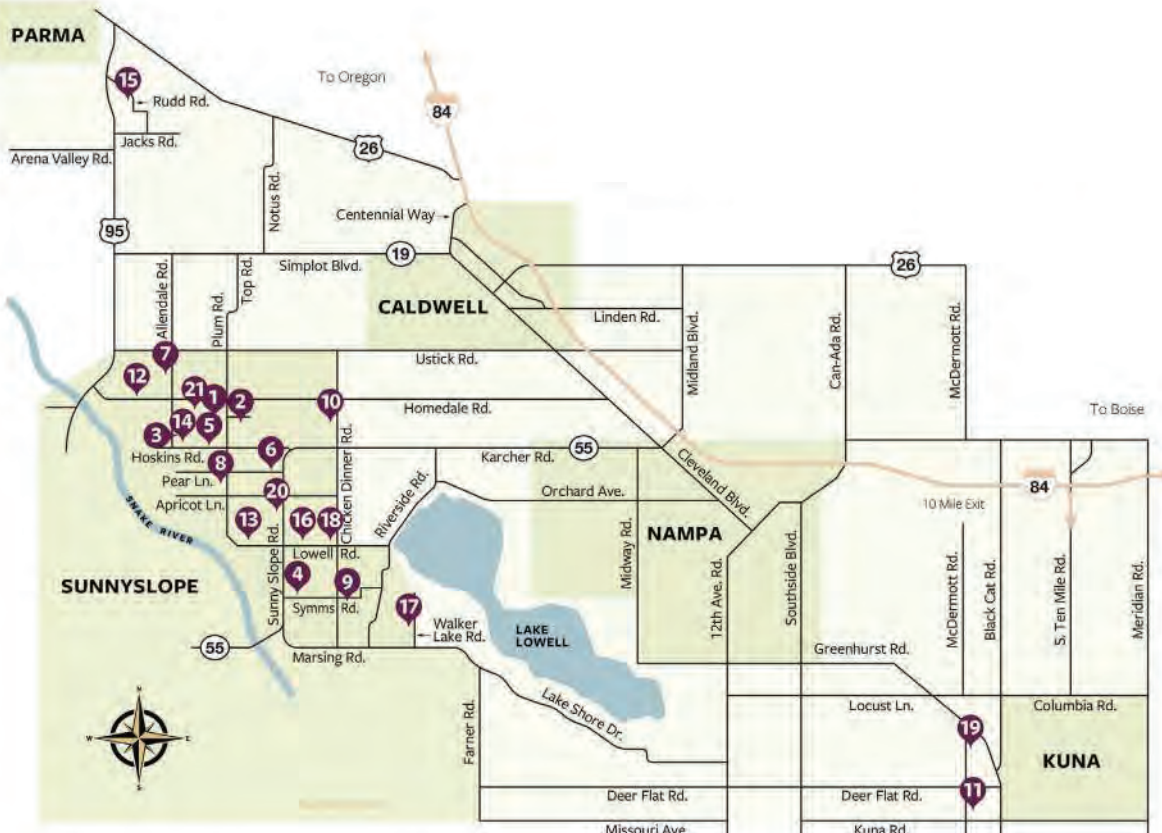 PARMA
To Oregon
15
84
Rudd Rd.
Jacks Rd.
26
Arena Valley Rd.
Notus Rd.
Centennial Way
95
19
Simplot Blvd.
26
Allendale Rd.
Plum Rd.
Top Rd.
CALDWELL
Linden Rd.
Midland Blvd.
Can-Ada Rd.
McDermott Rd.
7
Ustick Rd.
12
21
1
2
10
Homedale Rd.
To Boise
3
14
5
6
55
Hoskins Rd.
8
Karcher Rd.
Cleveland Blvd.
Pear Ln.
Chicken Dinner Rd.
Riverside Rd.
20
Orchard Ave.
84
Apricot Ln.
10 Mile Exit
SNAKE RIVER
13
16
18
NAMPA
Lowell Rd.
Midway Rd.
12th Ave. Rd.
Southside Blvd.
McDermott Rd.
Black Cat Rd.
S. Ten Mile Rd.
Meridian Rd.
SUNNYSLOPE
Sunny Slope Rd.
4
9
Symms Rd.
17
Walker
Lake Rd.
LAKE
LOWELL
55
Marsing Rd.
Greenhurst Rd.
N
W
E
S
Farner Rd.
Lake Shore Dr.
Locust Ln.
Columbia Rd.
19
KUNA
Deer Flat Rd.
Deer Flat Rd.
11
Missouri Ave
Kuna Rd.